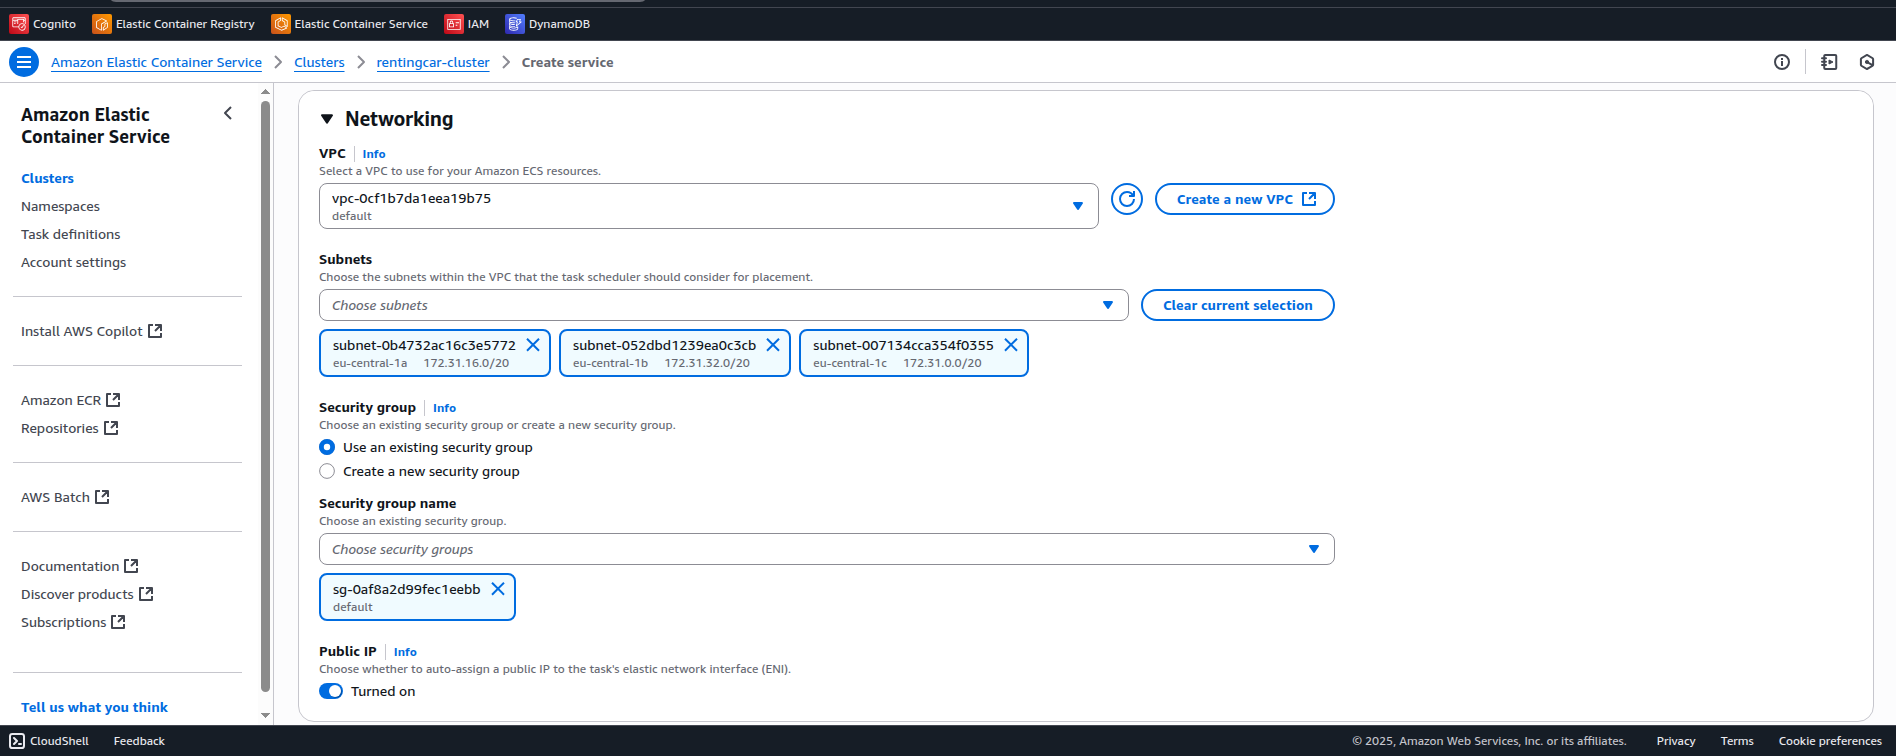 Cognito Elastic Container Registry Elastic Container Service IAM DynamoDB
Amazon Elastic Container Service > Clusters > rentingcar-cluster > Create service
Amazon Elastic
Container Service
Clusters
Namespaces
Task definitions
Account settings
Install AWS Copilot
Amazon ECR
Repositories
AWS Batch
Documentation
Discover products
Subscriptions
Tell us what you think
Networking
VPC Info
Select a VPC to use for your Amazon ECS resources.
vpc-0cf1b7da1eea19b75
default
Create a new VPC
Subnets
Choose the subnets within the VPC that the task scheduler should consider for placement.
Choose subnets
Clear current selection
subnet-0b4732ac16c3e5772
eu-central-1a 172.31.16.0/20
subnet-052dbd1239ea0c3cb
eu-central-1b 172.31.32.0/20
subnet-007134cca354f0355
eu-central-1c 172.31.0.0/20
Security group Info
Choose an existing security group or create a new security group.
Use an existing security group
Create a new security group
Security group name
Choose an existing security group.
Choose security groups
sg-0af8a2d99fec1eebb
default
Public IP Info
Choose whether to auto-assign a public IP to the task's elastic network interface (ENI).
Turned on
CloudShell Feedback © 2025, Amazon Web Services, Inc. or its affiliates. Privacy Terms Cookie preferences